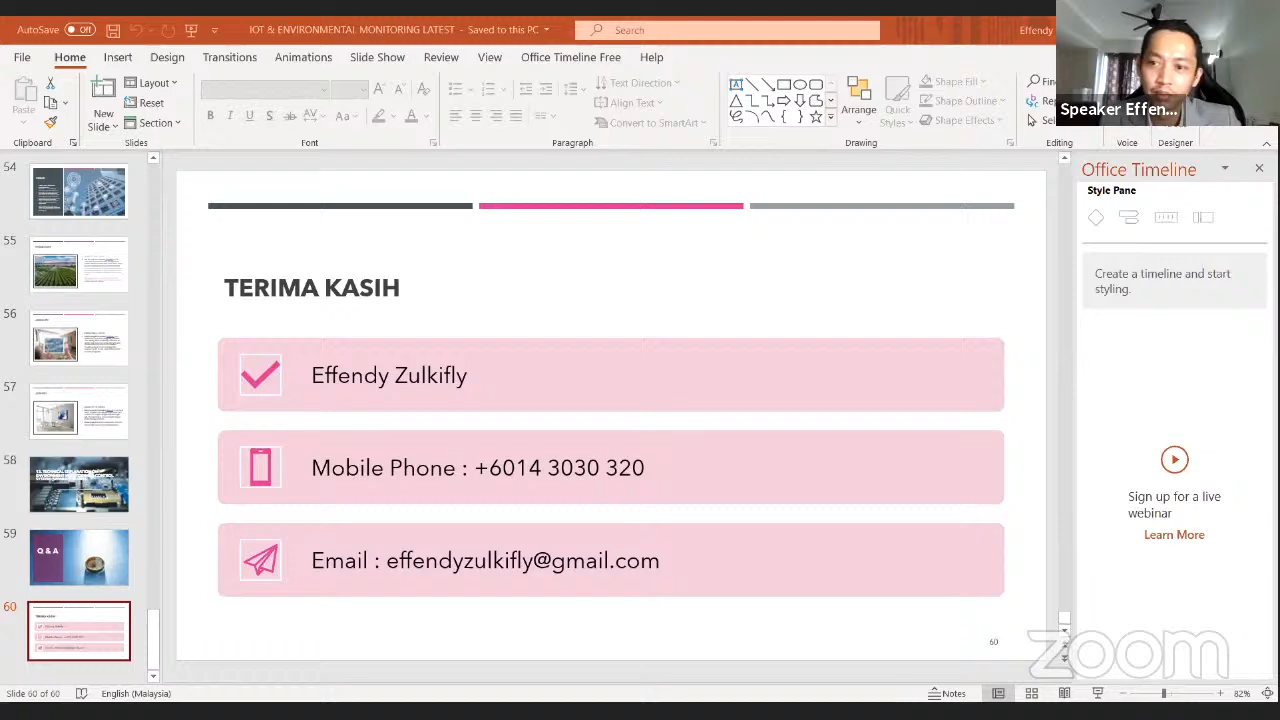 AutoSave Off IOT & ENVIRONMENTAL MONITORING LATEST - Saved to this PC Search Effendy
File Home Insert Design Transitions Animations Slide Show Review View Office Timeline Free Help
Paste
New
Slide
Layout
Reset
Section
Text Direction
Align Text
Convert to SmartArt
Arrange
Quick
Styles
Shape Fill
Shape Outline
Shape Effects
Clipboard Slides Font Paragraph Drawing Editing Voice Designer
Speaker Effen...
54
55
56
57
58
59
Q & A
60
TERIMA KASIH
Effendy Zulkifly
Mobile Phone : +6014 3030 320
Email : effendyzulkifly@gmail.com
60
Office Timeline
Style Pane
Create a timeline and start
styling.
Sign up for a live
webinar
Learn More
zoom
Slide 60 of 60 English (Malaysia) Notes 82%